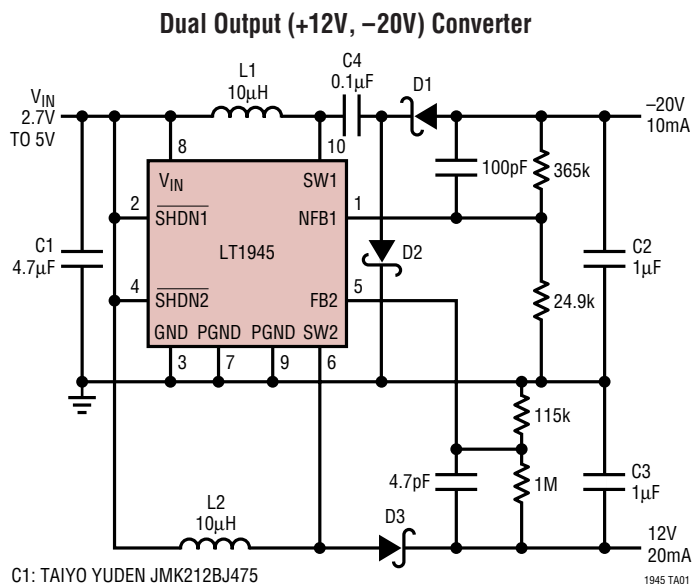 Dual Output (+12V, –20V) Converter
VIN
2.7V
TO 5V
L1
10µH
C4
0.1µF
D1
–20V
10mA
8
10
VIN
SW1
100pF
365k
2
SHDN1
NFB1
1
LT1945
C1
4.7µF
D2
C2
1µF
4
SHDN2
FB2
5
24.9k
GND PGND PGND SW2
3
7
9
6
115k
4.7pF
1M
C3
1µF
L2
10µH
D3
12V
20mA
C1: TAIYO YUDEN JMK212BJ475
1945 TA01